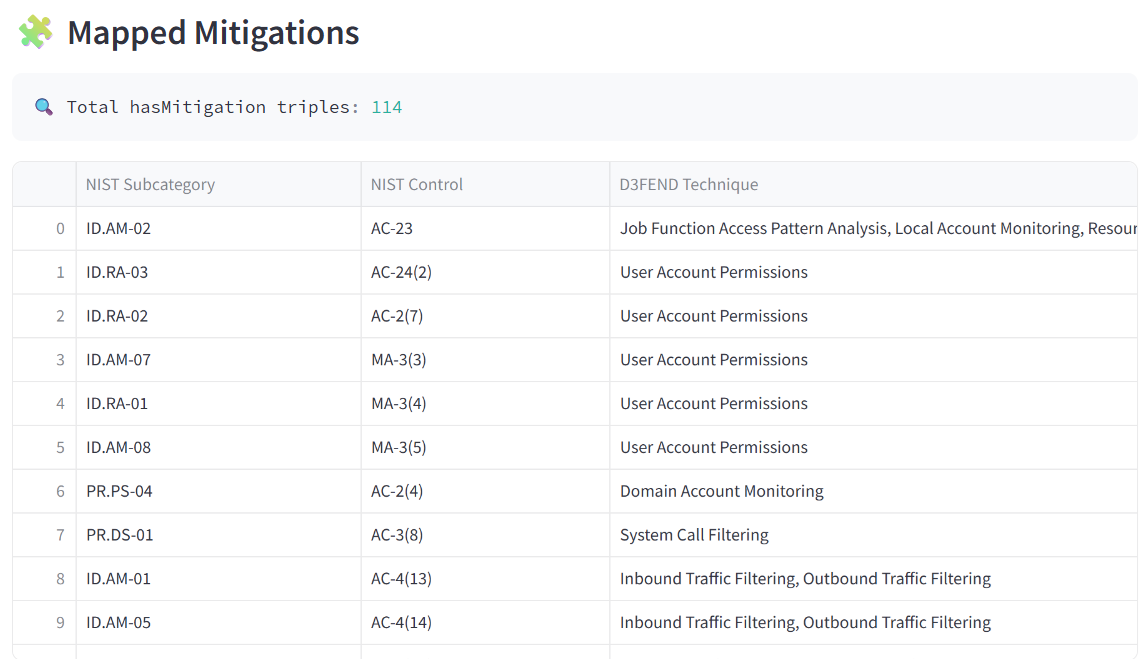 Mapped Mitigations
Total hasMitigation triples: 114
NIST Subcategory NIST Control D3FEND Technique
0 ID.AM-02 AC-23 Job Function Access Pattern Analysis, Local Account Monitoring,
1 ID.RA-03 AC-24(2) User Account Permissions
2 ID.RA-02 AC-2(7) User Account Permissions
3 ID.AM-07 MA-3(3) User Account Permissions
4 ID.RA-01 MA-3(4) User Account Permissions
5 ID.AM-08 MA-3(5) User Account Permissions
6 PR.PS-04 AC-2(4) Domain Account Monitoring
7 PR.DS-01 AC-3(8) System Call Filtering
8 ID.AM-01 AC-4(13) Inbound Traffic Filtering, Outbound Traffic Filtering
9 ID.AM-05 AC-4(14) Inbound Traffic Filtering, Outbound Traffic Filtering